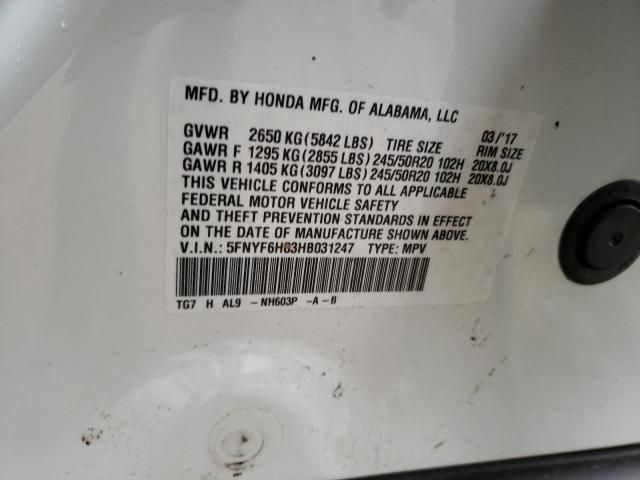 MFD. BY HONDA MFG. OF ALABAMA, LLC
03/'17
GVWR 2650 KG(5842 LBS) TIRE SIZE RIM SIZE
GAWR F 1295 KG(2855 LBS)245/50R20 102H 20X8.0J
GAWR R 1405 KG(3097 LBS)245/50R20 102H 20X8.0J
THIS VEHICLE CONFORMS TO ALL APPLICABLE
FEDERAL MOTOR VEHICLE SAFETY
AND THEFT PREVENTION STANDARDS IN EFFECT
ON THE DATE OF MANUFACTURE SHOWN ABOVE.
V.I.N.: 5FNYF6H03HB031247 TYPE: MPV
TG7 H AL9 -NH603P -A-B